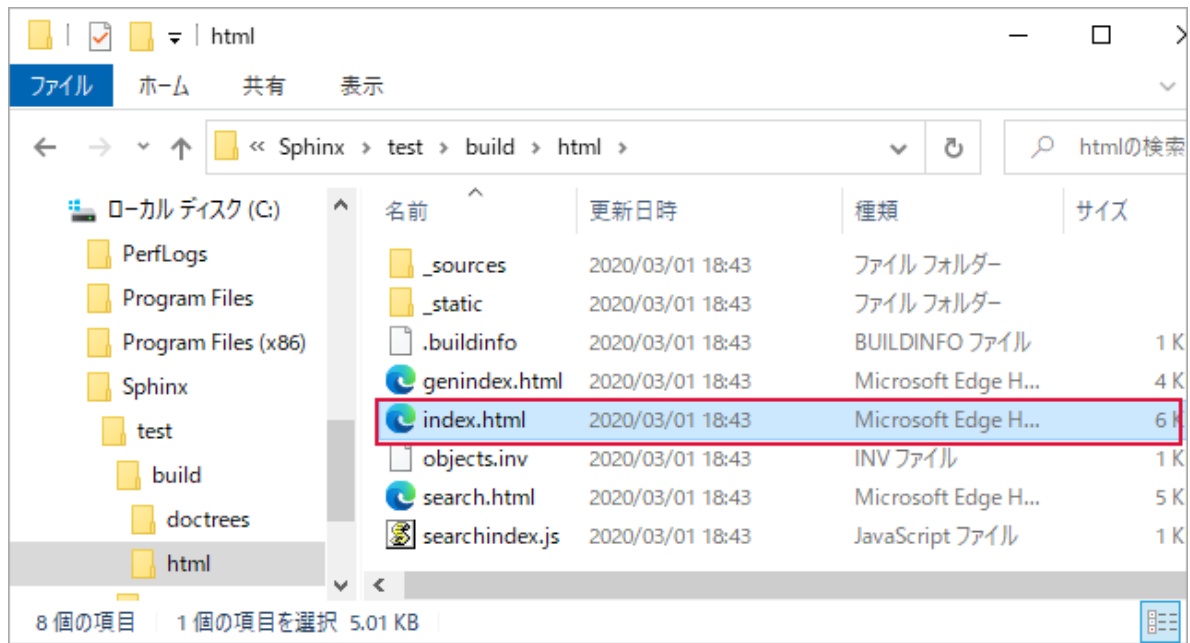 html
ファイル ホーム 共有 表示
« Sphinx › test › build › html › htmlの検索
ローカル ディスク (C:)
PerfLogs
Program Files
Program Files (x86)
Sphinx
test
build
doctrees
html
名前 更新日時 種類 サイズ
_sources 2020/03/01 18:43 ファイル フォルダー
_static 2020/03/01 18:43 ファイル フォルダー
.buildinfo 2020/03/01 18:43 BUILDINFO ファイル 1 K
genindex.html 2020/03/01 18:43 Microsoft Edge H... 4 K
index.html 2020/03/01 18:43 Microsoft Edge H... 6 K
objects.inv 2020/03/01 18:43 INV ファイル 1 K
search.html 2020/03/01 18:43 Microsoft Edge H... 5 K
searchindex.js 2020/03/01 18:43 JavaScript ファイル 1 K
8 個の項目 1 個の項目を選択 5.01 KB